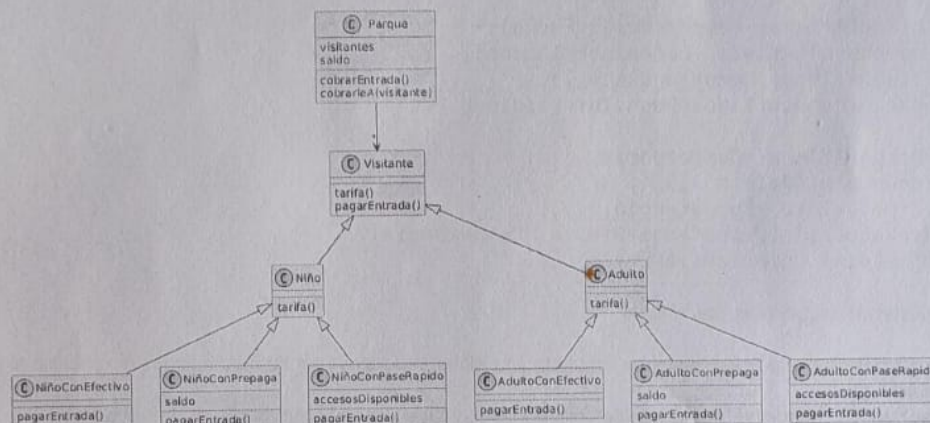 C Parque
visitantes
saldo
cobrarEntrada()
cobrarleA(visitante)
*
C Visitante
tarifa()
pagarEntrada()
C Niño
tarifa()
C Adulto
tarifa()
C NiñoConEfectivo
pagarEntrada()
C NiñoConPrepaga
saldo
pagarEntrada()
C NiñoConPaseRapido
accesosDisponibles
pagarEntrada()
C AdultoConEfectivo
pagarEntrada()
C AdultoConPrepaga
saldo
pagarEntrada()
C AdultoConPaseRapid
accesosDisponibles
pagarEntrada()